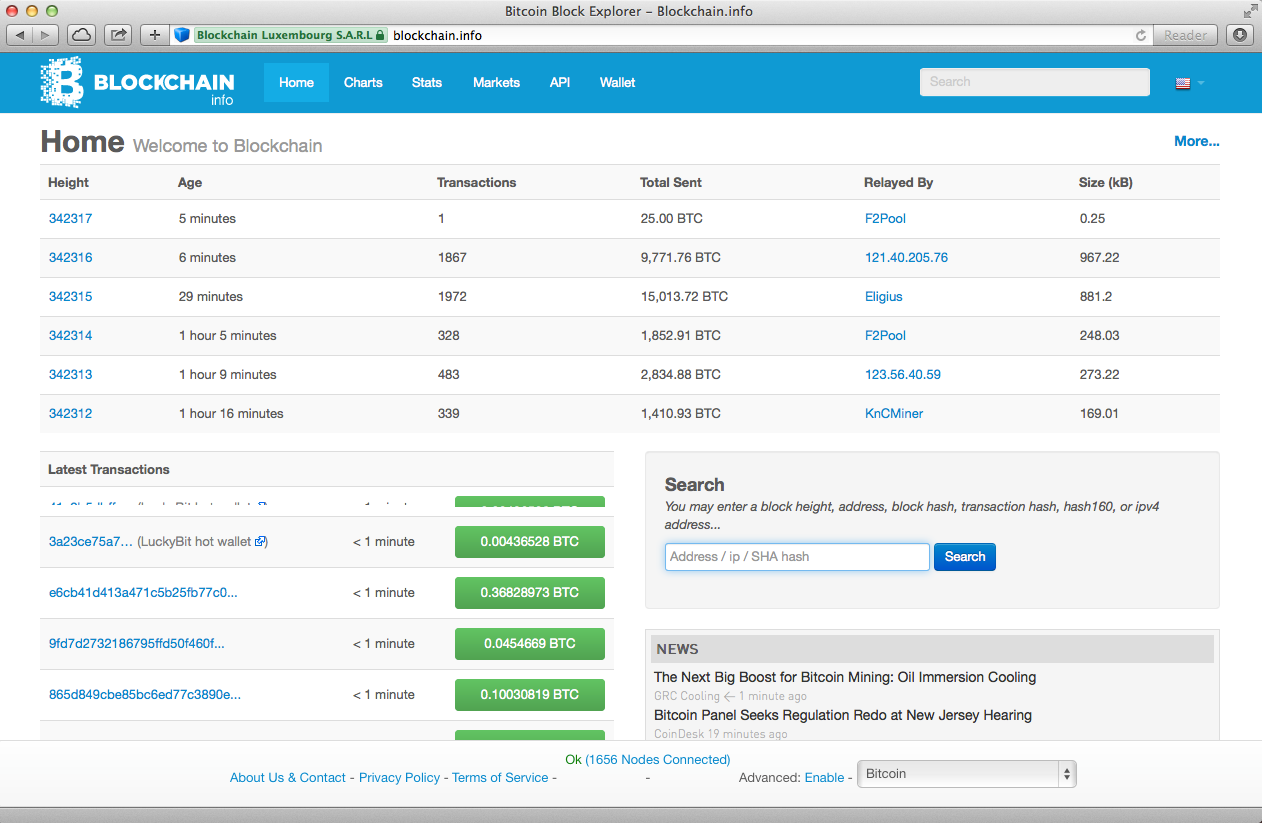 Bitcoin Block Explorer – Blockchain.info
Blockchain Luxembourg S.A.R.L blockchain.info Reader
BLOCKCHAIN info Home Charts Stats Markets API Wallet Search
Home Welcome to Blockchain More...
Height Age Transactions Total Sent Relayed By Size (kB)
342317 5 minutes 1 25.00 BTC F2Pool 0.25
342316 6 minutes 1867 9,771.76 BTC 121.40.205.76 967.22
342315 29 minutes 1972 15,013.72 BTC Eligius 881.2
342314 1 hour 5 minutes 328 1,852.91 BTC F2Pool 248.03
342313 1 hour 9 minutes 483 2,834.88 BTC 123.56.40.59 273.22
342312 1 hour 16 minutes 339 1,410.93 BTC KnCMiner 169.01
Latest Transactions
3a23ce75a7... (LuckyBit hot wallet) < 1 minute 0.00436528 BTC
e6cb41d413a471c5b25fb77c0... < 1 minute 0.36828973 BTC
9fd7d2732186795ffd50f460f... < 1 minute 0.0454669 BTC
865d849cbe85bc6ed77c3890e... < 1 minute 0.10030819 BTC
Search
You may enter a block height, address, block hash, transaction hash, hash160, or ipv4
address...
Address / ip / SHA hash Search
NEWS
The Next Big Boost for Bitcoin Mining: Oil Immersion Cooling
GRC Cooling ← 1 minute ago
Bitcoin Panel Seeks Regulation Redo at New Jersey Hearing
CoinDesk 19 minutes ago
Ok (1656 Nodes Connected)
About Us & Contact - Privacy Policy - Terms of Service - - Advanced: Enable - Bitcoin